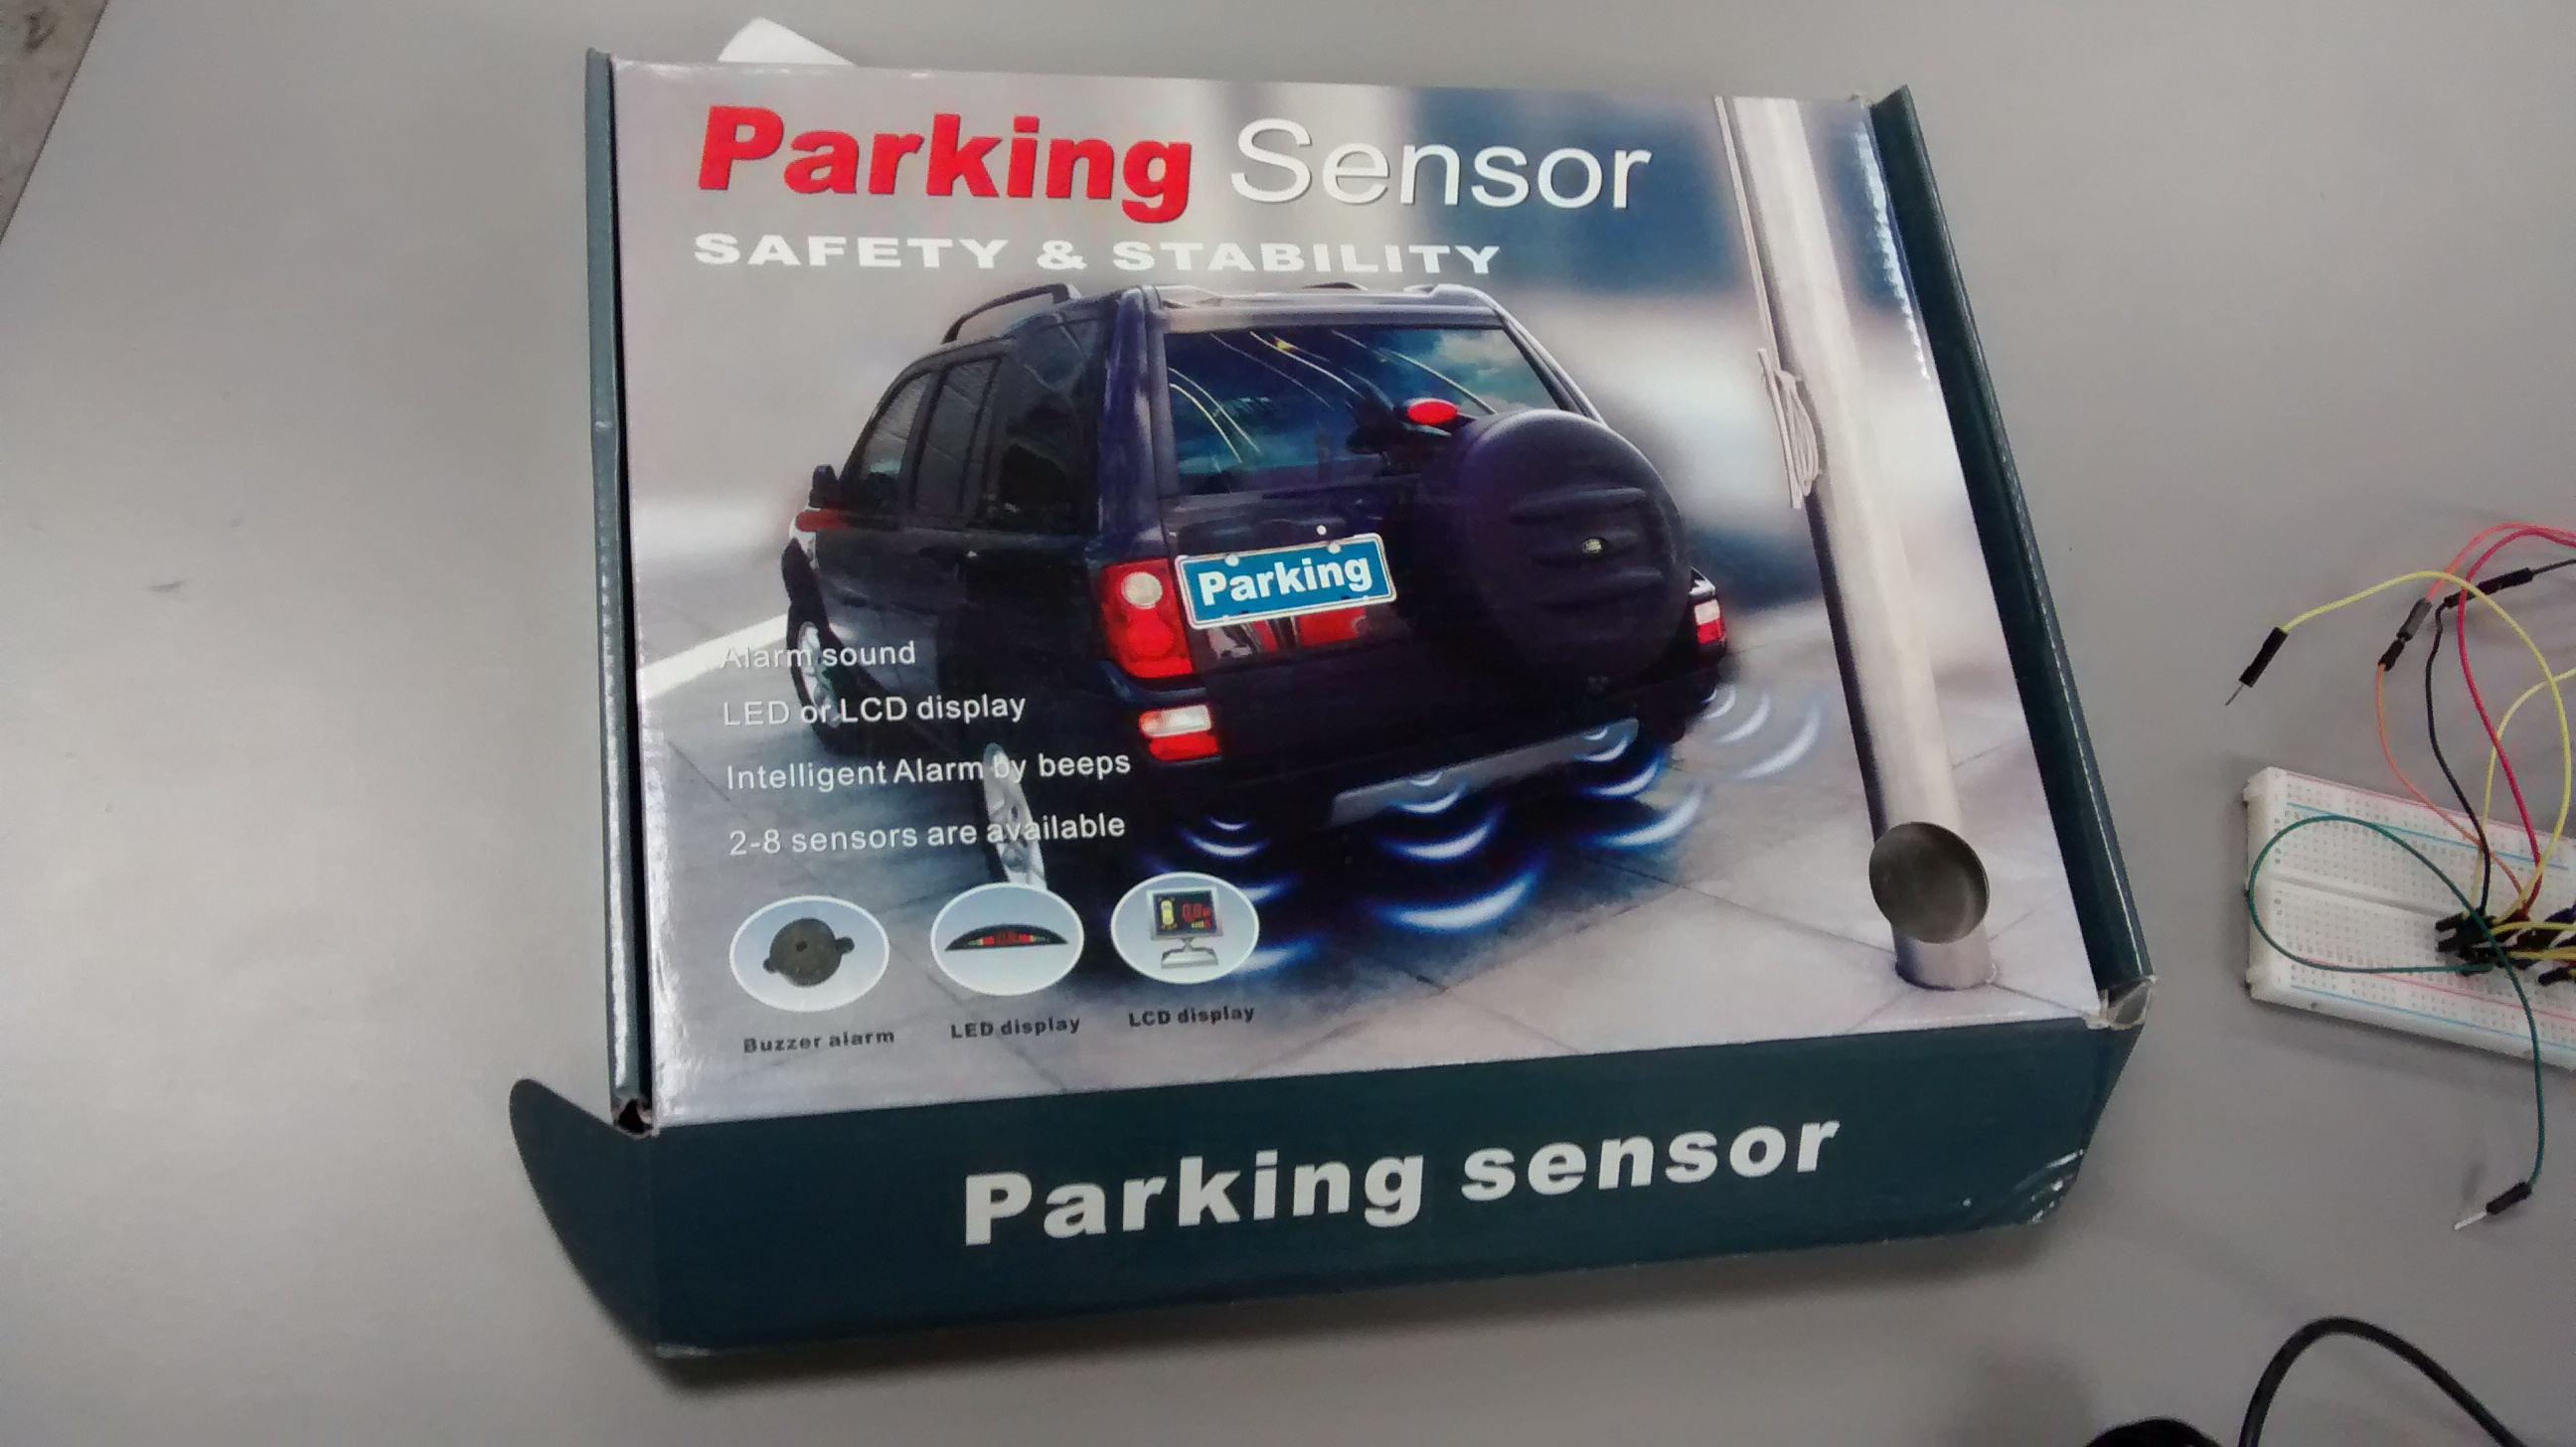 Parking Sensor
SAFETY & STABILITY
Parking
Alarm sound
LED or LCD display
Intelligent Alarm by beeps
2-8 sensors are available
Buzzer alarm
LED display
LCD display
Parking sensor